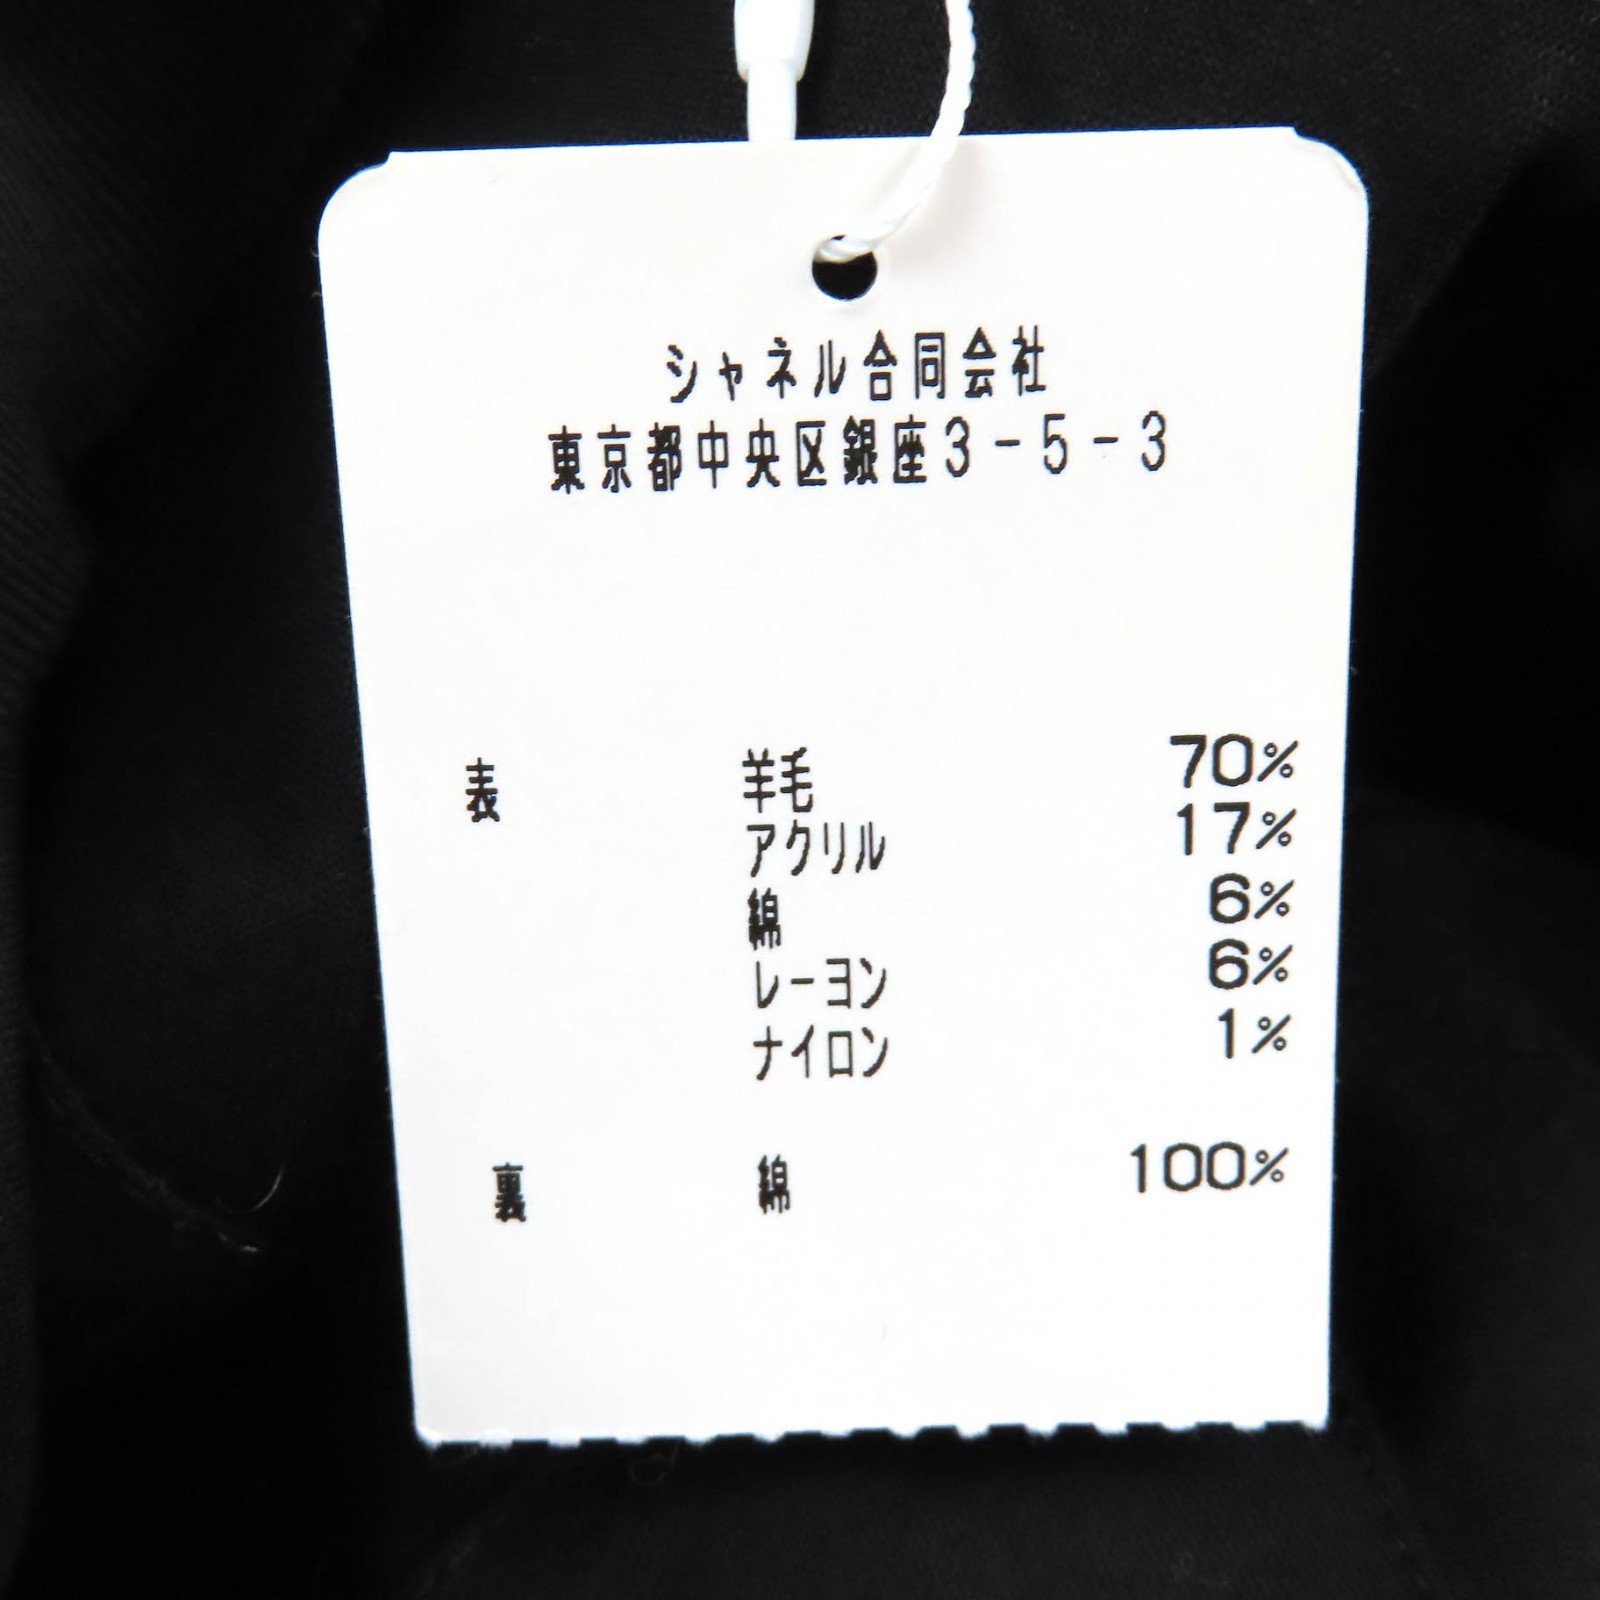 シャネル合同会社
東京都中央区銀座3-5-3
表 羊毛 70%
アクリル 17%
綿 6%
レーヨン 6%
ナイロン 1%
裏 綿 100%